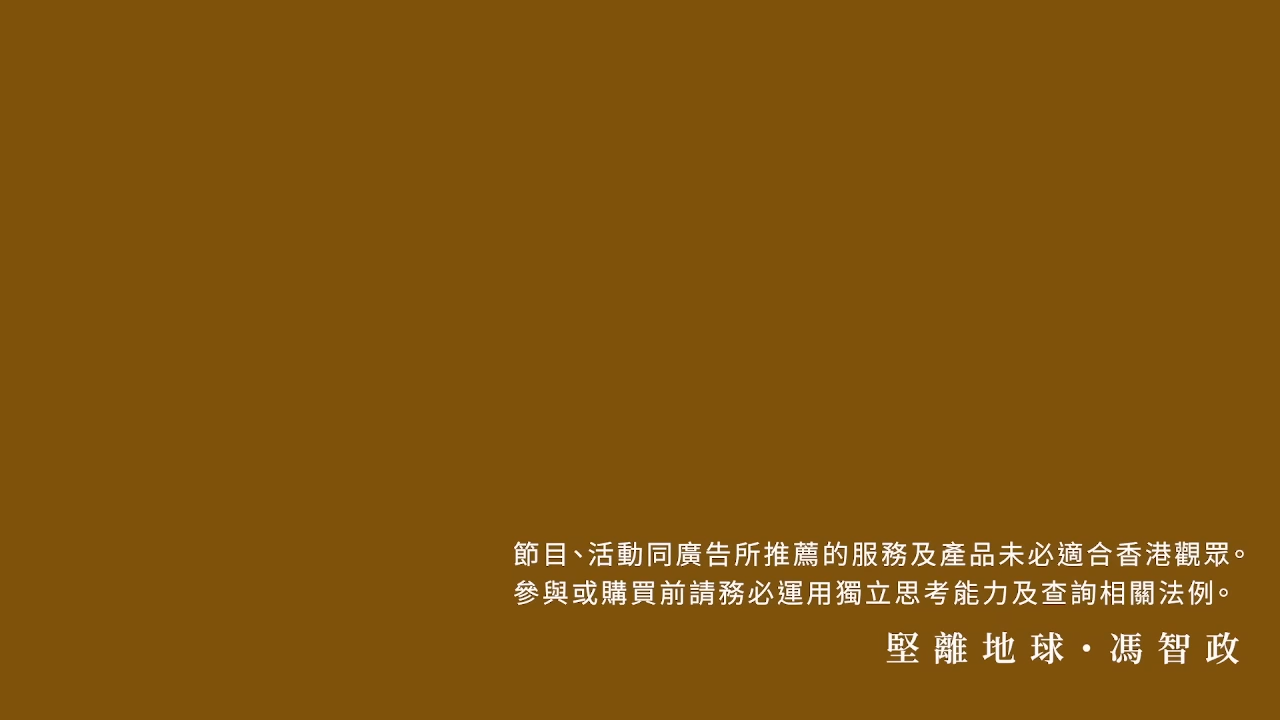 節目、活動同廣告所推薦的服務及產品未必適合香港觀眾。
參與或購買前請務必運用獨立思考能力及查詢相關法例。
堅離地球·馮智政